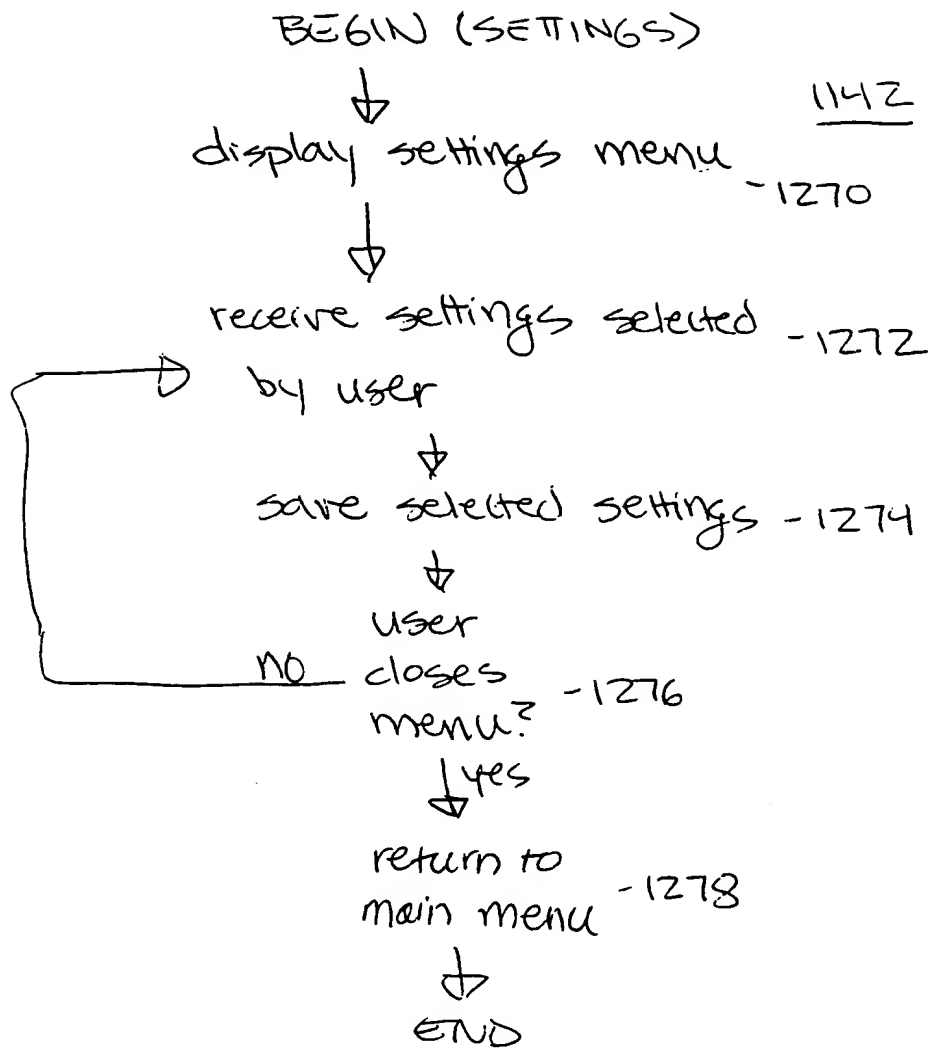 BEGIN (SETTINGS)
1142
display settings menu
-1270
receive settings selected
-1272
by user
save selected settings -1274
user
no closes
-1276
menu?
yes
return to
-1278
main menu
END